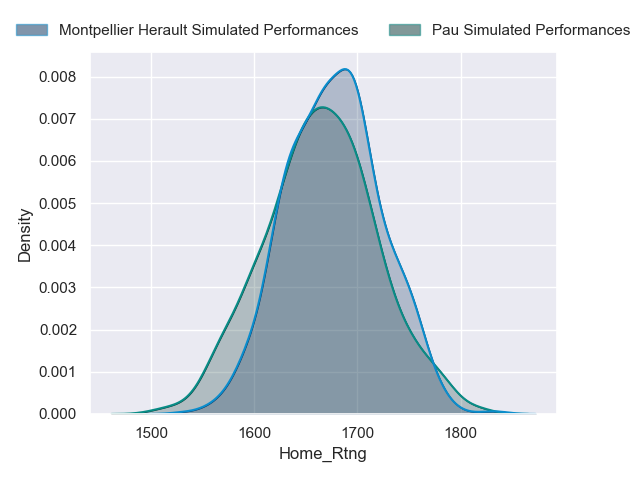 Montpellier Herault Simulated Performances Pau Simulated Performances
0.008
0.007
0.006
0.005
0.004
0.003
0.002
0.001
0.000
Density
1500 1600 1700 1800
Home_Rtng